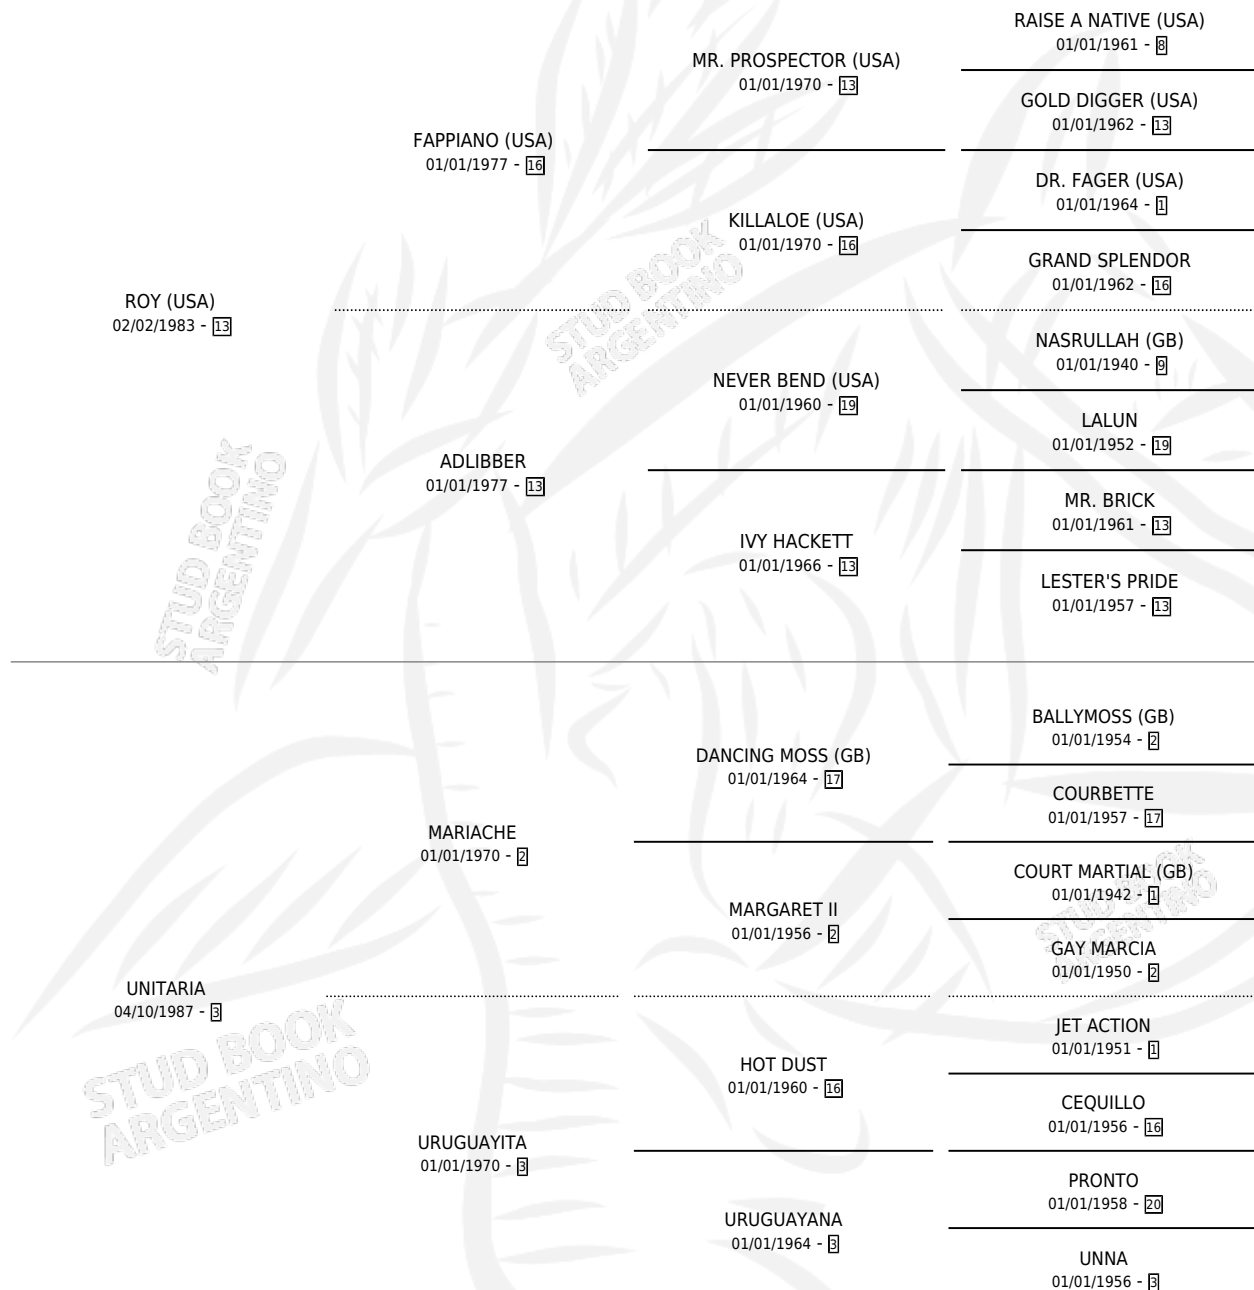 RAISE A NATIVE (USA)
01/01/1961 - 8
MR. PROSPECTOR (USA)
01/01/1970 - 13
GOLD DIGGER (USA)
01/01/1962 - 13
FAPPIANO (USA)
01/01/1977 - 16
DR. FAGER (USA)
01/01/1964 - 1
KILLALOE (USA)
01/01/1970 - 16
GRAND SPLENDOR
01/01/1962 - 16
ROY (USA)
02/02/1983 - 13
STUD BOOK
ARGENTINO
NASRULLAH (GB)
01/01/1940 - 9
NEVER BEND (USA)
01/01/1960 - 19
LALUN
01/01/1952 - 19
ADLIBBER
01/01/1977 - 13
MR. BRICK
01/01/1961 - 13
IVY HACKETT
01/01/1966 - 13
LESTER'S PRIDE
01/01/1957 - 13
STUD BOOK
ARGENTINO
BALLYMOSS (GB)
01/01/1954 - 2
DANCING MOSS (GB)
01/01/1964 - 17
COURBETTE
01/01/1957 - 17
MARIACHE
01/01/1970 - 2
COURT MARTIAL (GB)
01/01/1942 - 1
MARGARET II
01/01/1956 - 2
STUD BOOK
ARGENTINO
GAY MARCIA
01/01/1950 - 2
UNITARIA
04/10/1987 - 3
STUD BOOK
ARGENTINO
JET ACTION
01/01/1951 - 1
HOT DUST
01/01/1960 - 16
CEQUILLO
01/01/1956 - 16
URUGUAYITA
01/01/1970 - 3
PRONTO
01/01/1958 - 20
URUGUAYANA
01/01/1964 - 3
UNNA
01/01/1956 - 3